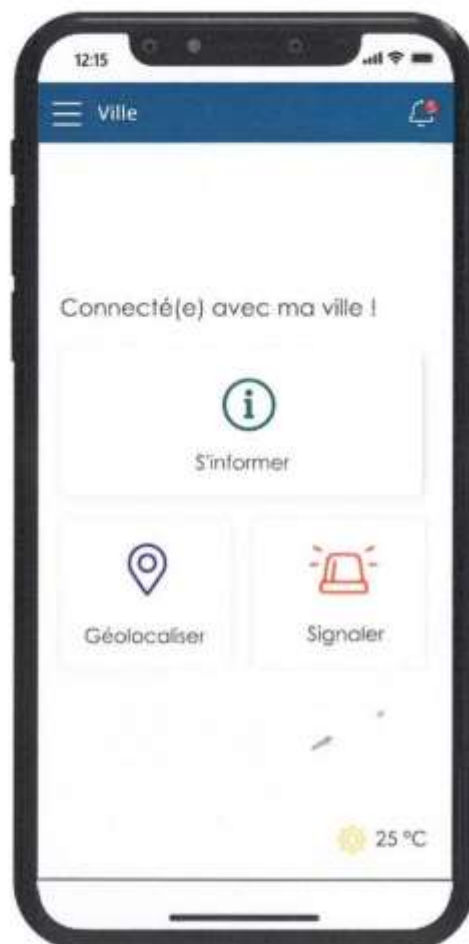 12:15
Ville
Connecté(e) avec ma ville !
S'informer
Géolocaliser
Signaler
25 °C